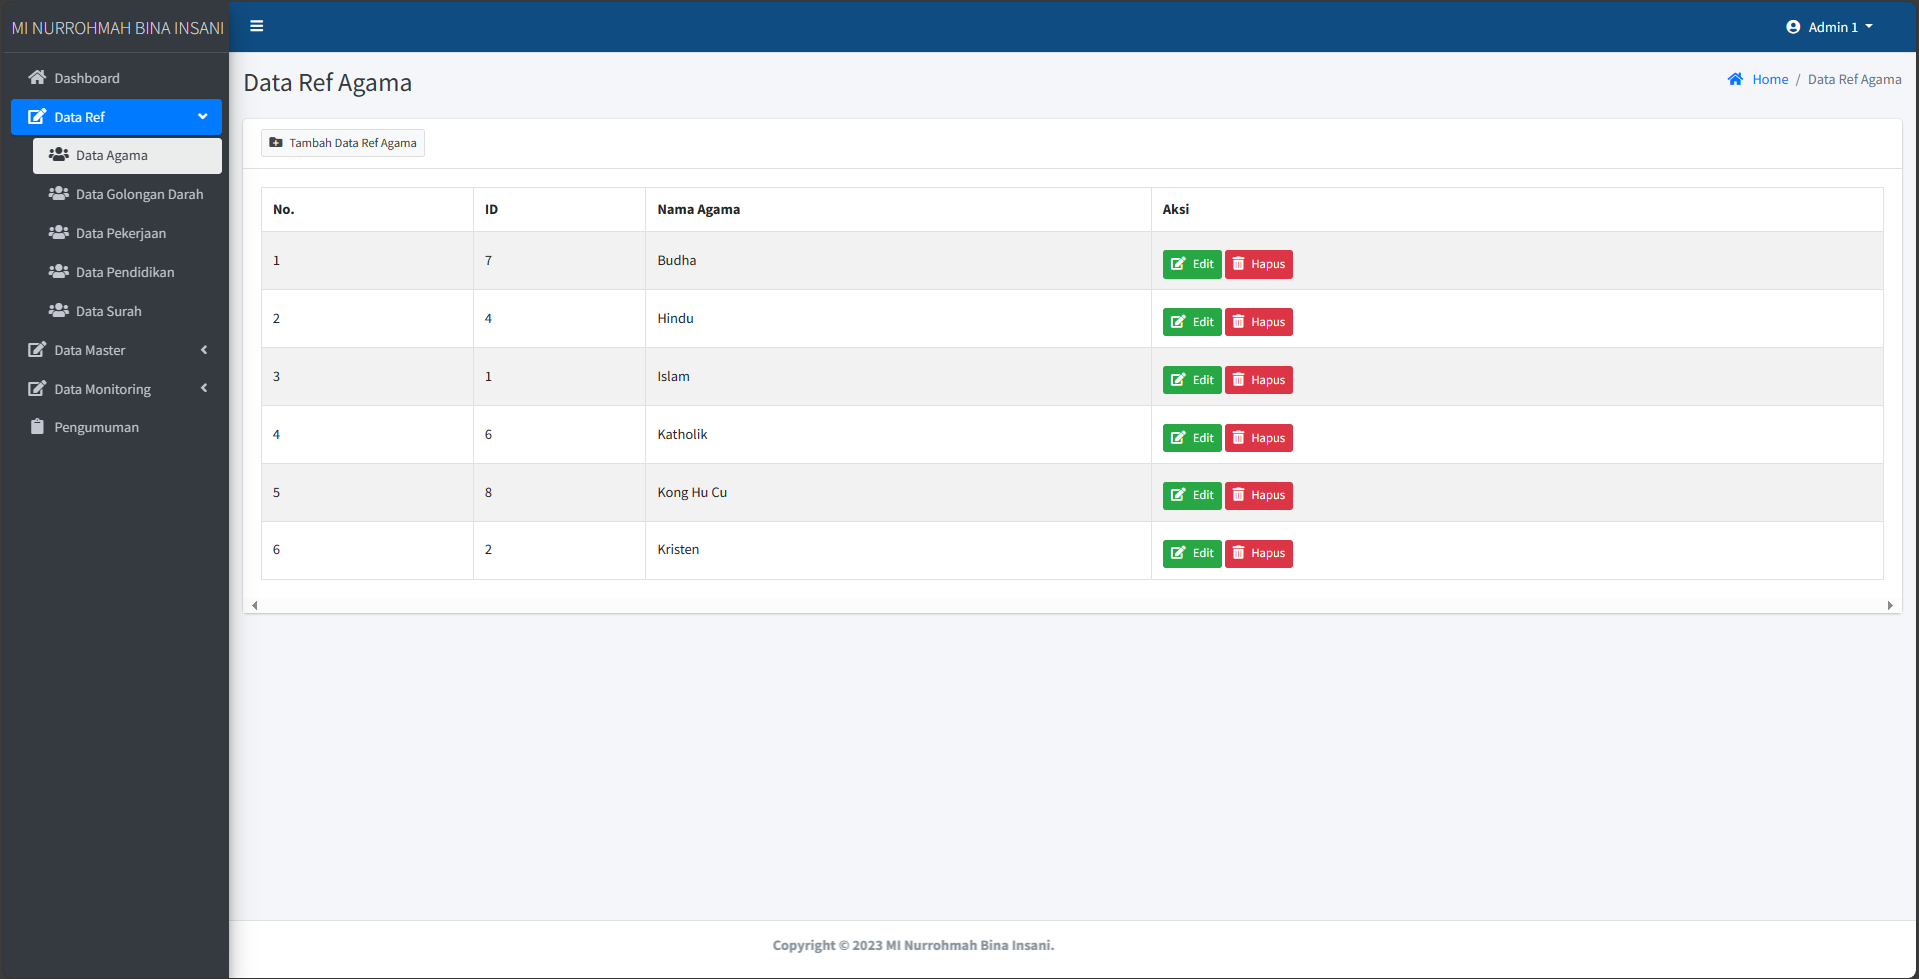 MI NURROHMAH BINA INSANI
Admin 1
Dashboard
Data Ref
Data Agama
Data Golongan Darah
Data Pekerjaan
Data Pendidikan
Data Surah
Data Master
Data Monitoring
Pengumuman
Data Ref Agama
Home / Data Ref Agama
Tambah Data Ref Agama
No. ID Nama Agama Aksi
1 7 Budha Edit Hapus
2 4 Hindu Edit Hapus
3 1 Islam Edit Hapus
4 6 Katholik Edit Hapus
5 8 Kong Hu Cu Edit Hapus
6 2 Kristen Edit Hapus
Copyright © 2023 MI Nurrohmah Bina Insani.